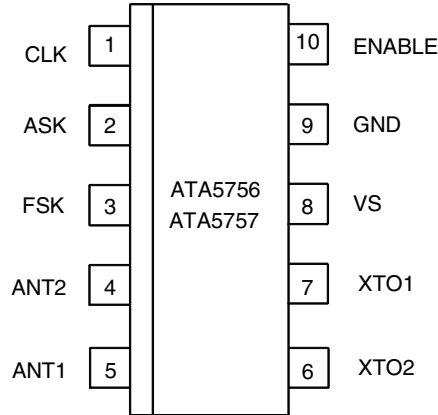 CLK 1 10 ENABLE
ASK 2 9 GND
ATA5756
ATA5757
FSK 3 8 VS
ANT2 4 7 XTO1
ANT1 5 6 XTO2